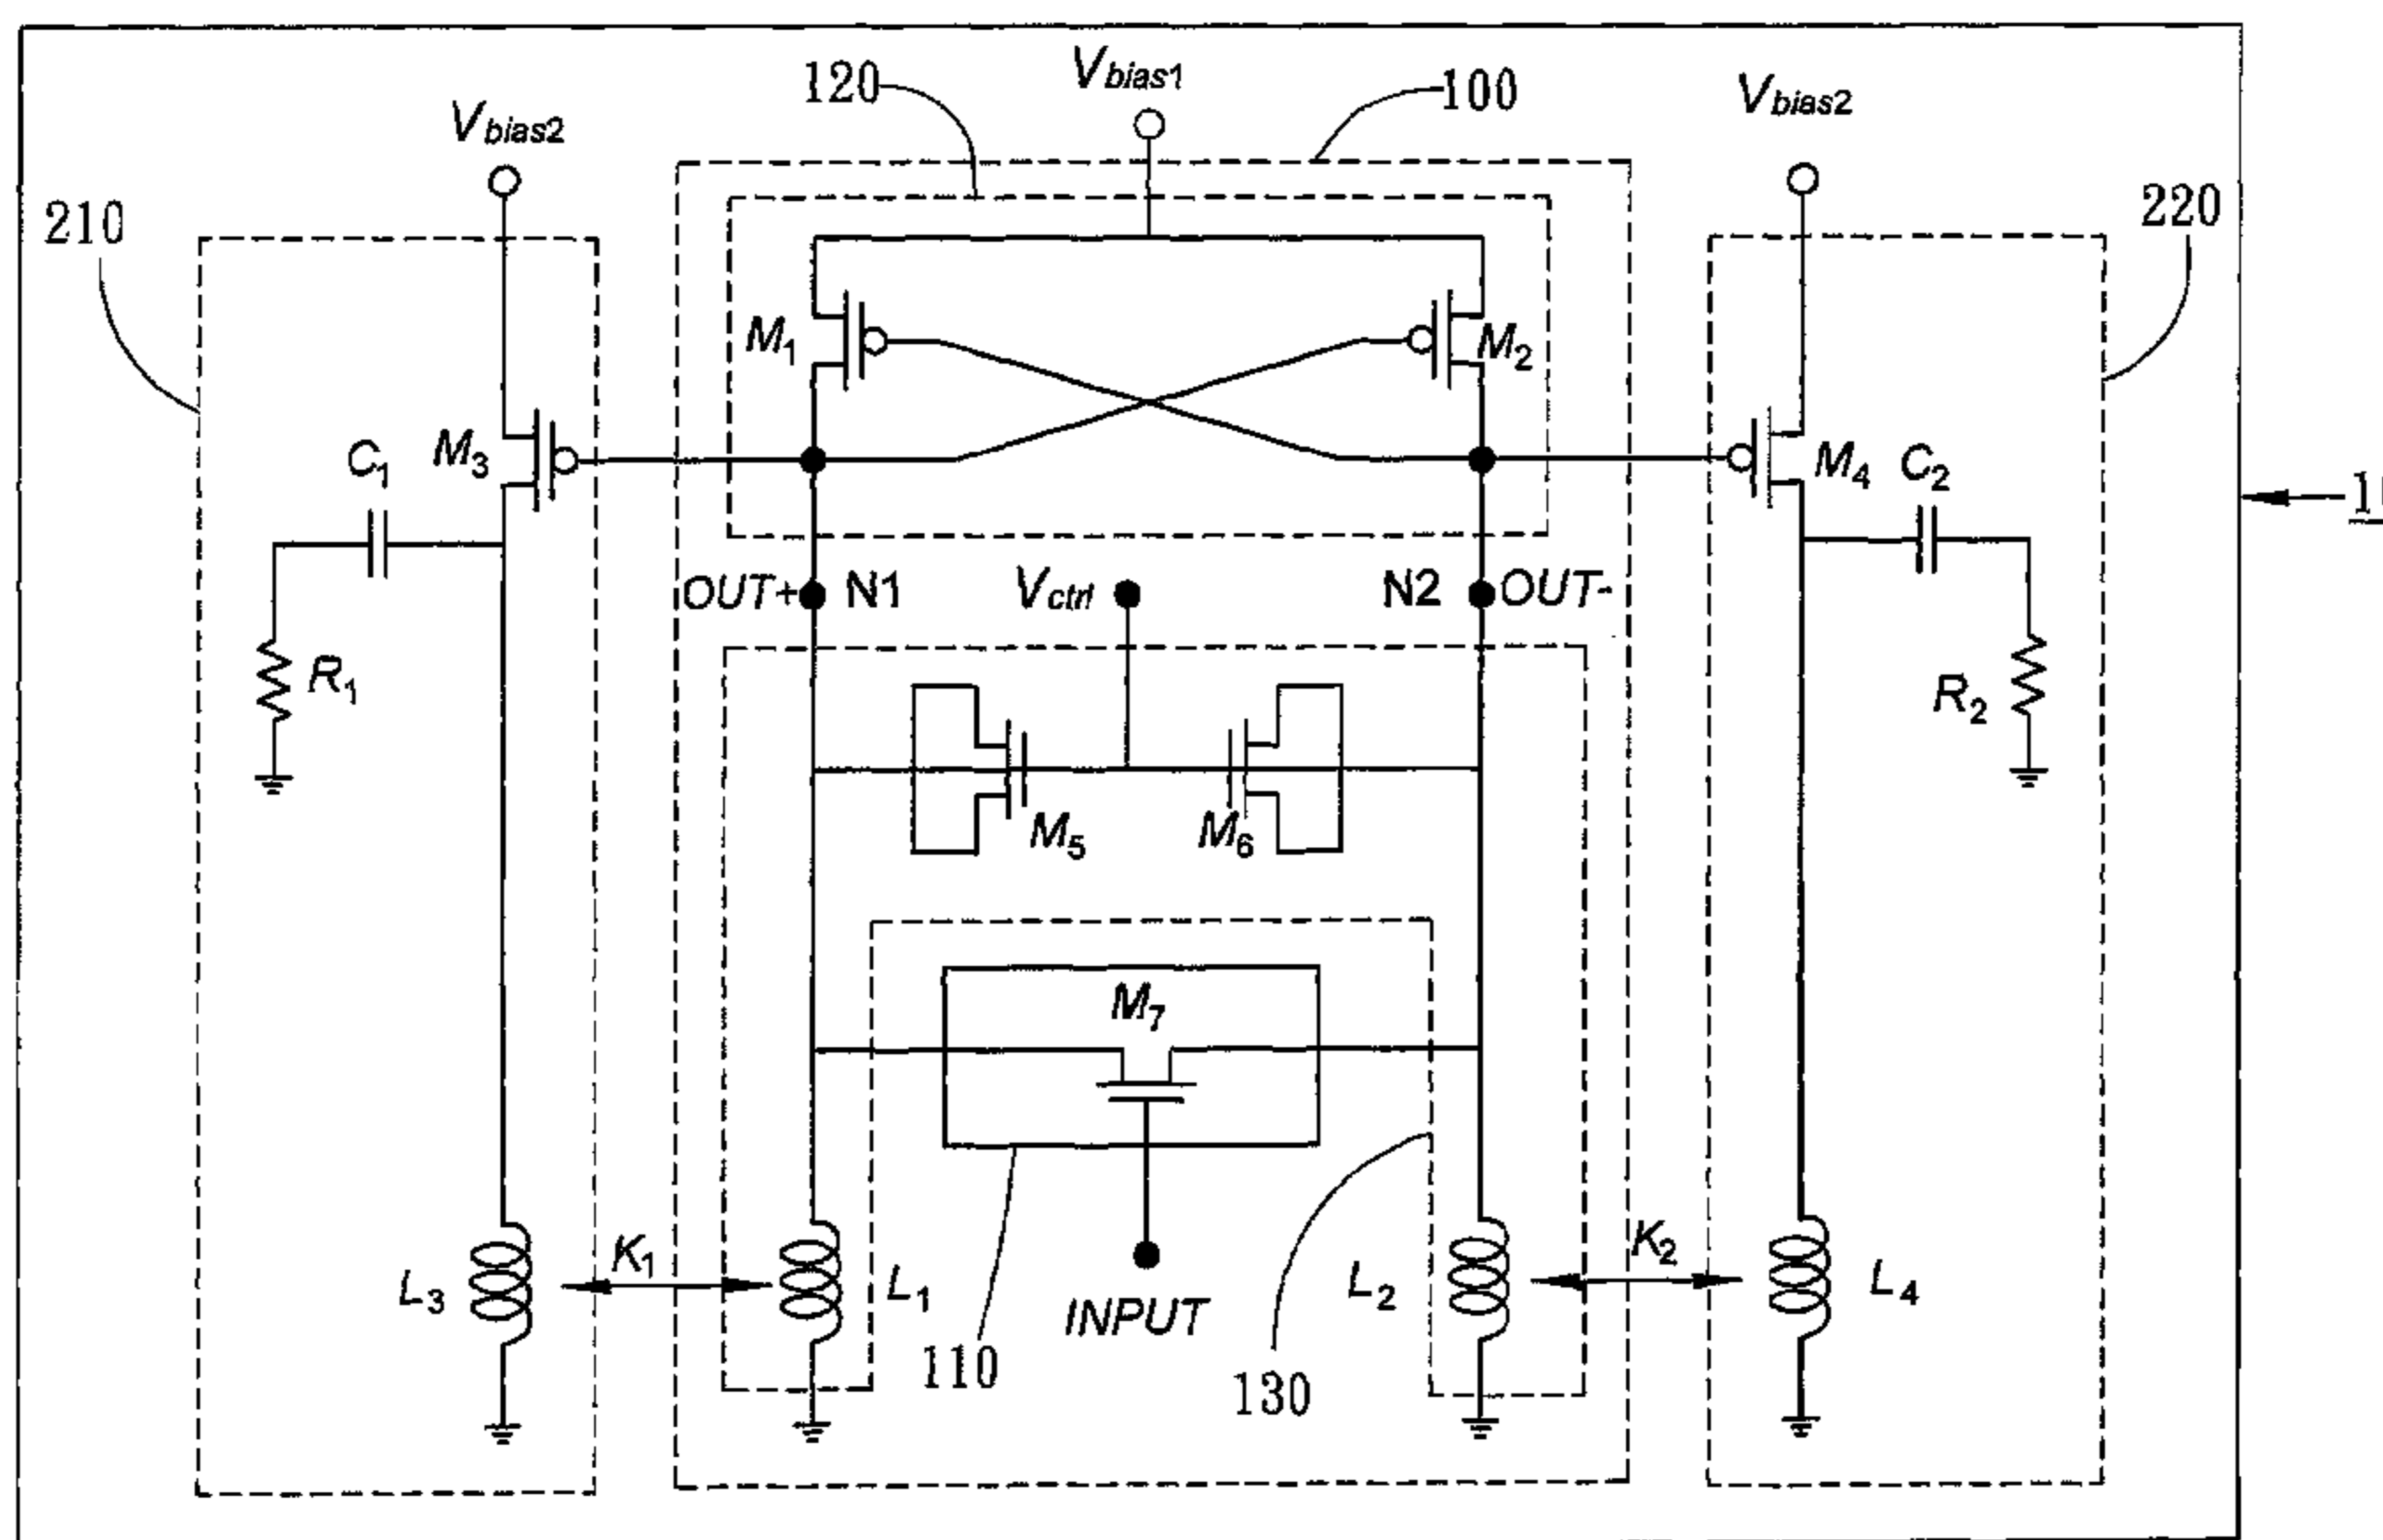 120
Vbias1
100
Vbias2
Vbias2
210
220
M1
M2
C1
M3
M4
C2
OUT+
N1
Vctrl
N2
OUT-
R1
R2
M5
M6
M7
K1
K2
L3
L1
L2
L4
INPUT
110
130